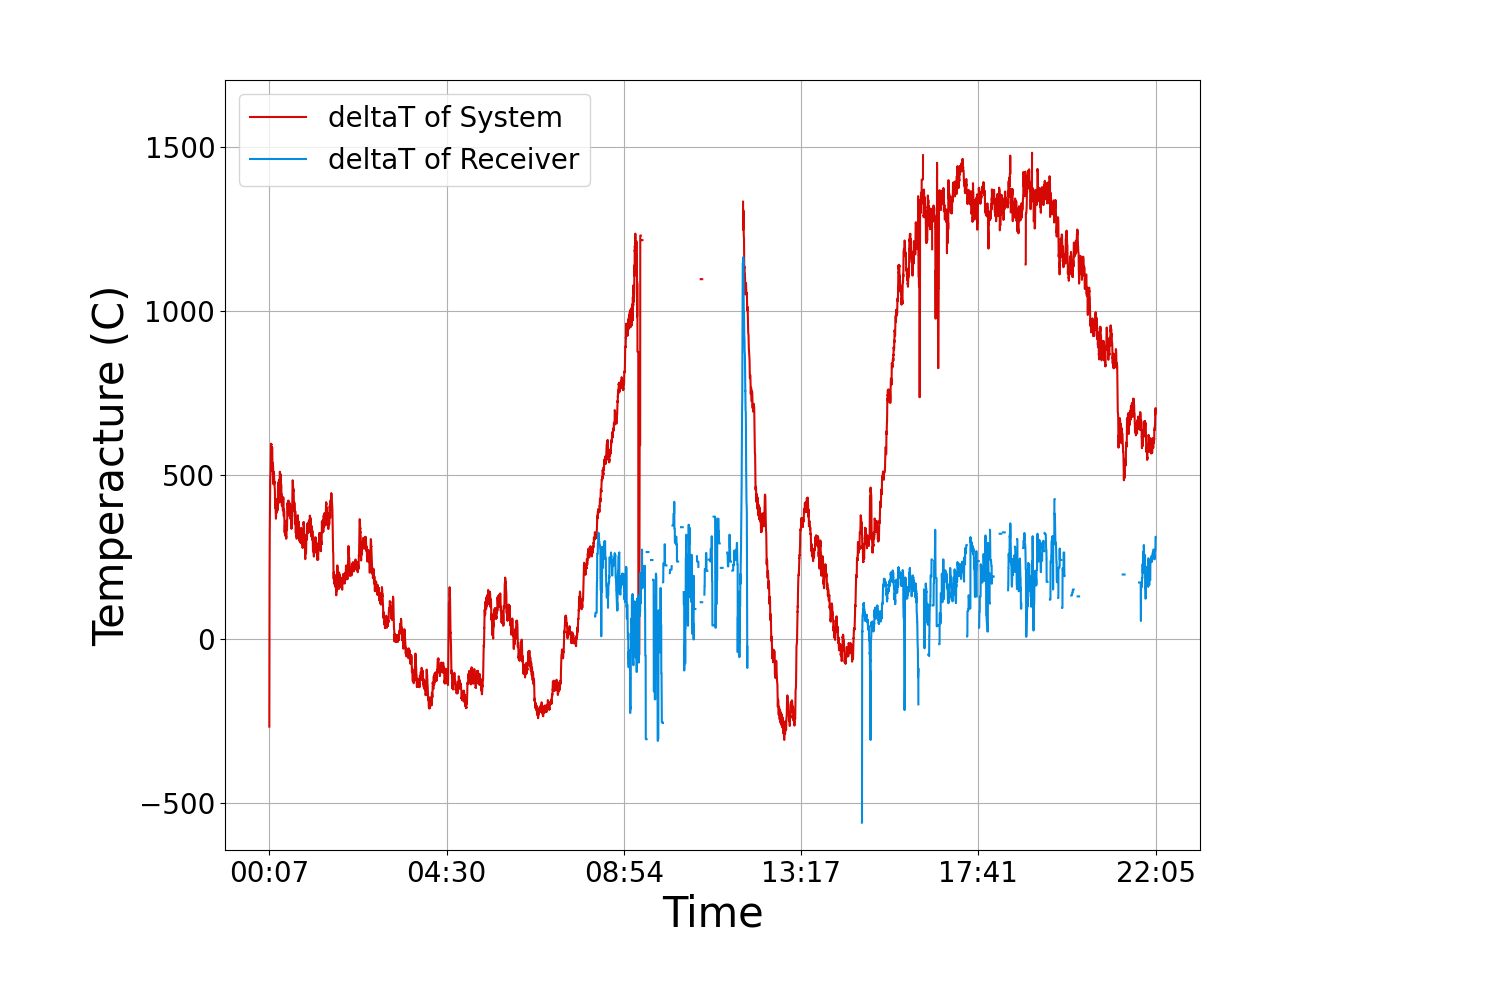 deltaT of System
deltaT of Receiver
1500
1000
500
0
−500
Temperacture (C)
00:07 04:30 08:54 13:17 17:41 22:05
Time